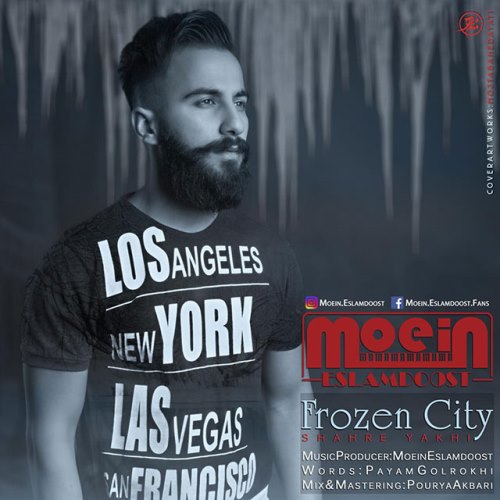 LOS ANGELES
NEW YORK
LAS VEGAS
SAN FRANCISCO
Moein.Eslamdoost Moein.Eslamdoost.Fans
moein
ESLAMDOOST
Frozen City
SHAHRE YAKHI
MusicProducer:MoeinEslamdoost
Words:PayamGolrokhi
Mix&Mastering:PouryaAkbari
COVERARTWORKS: